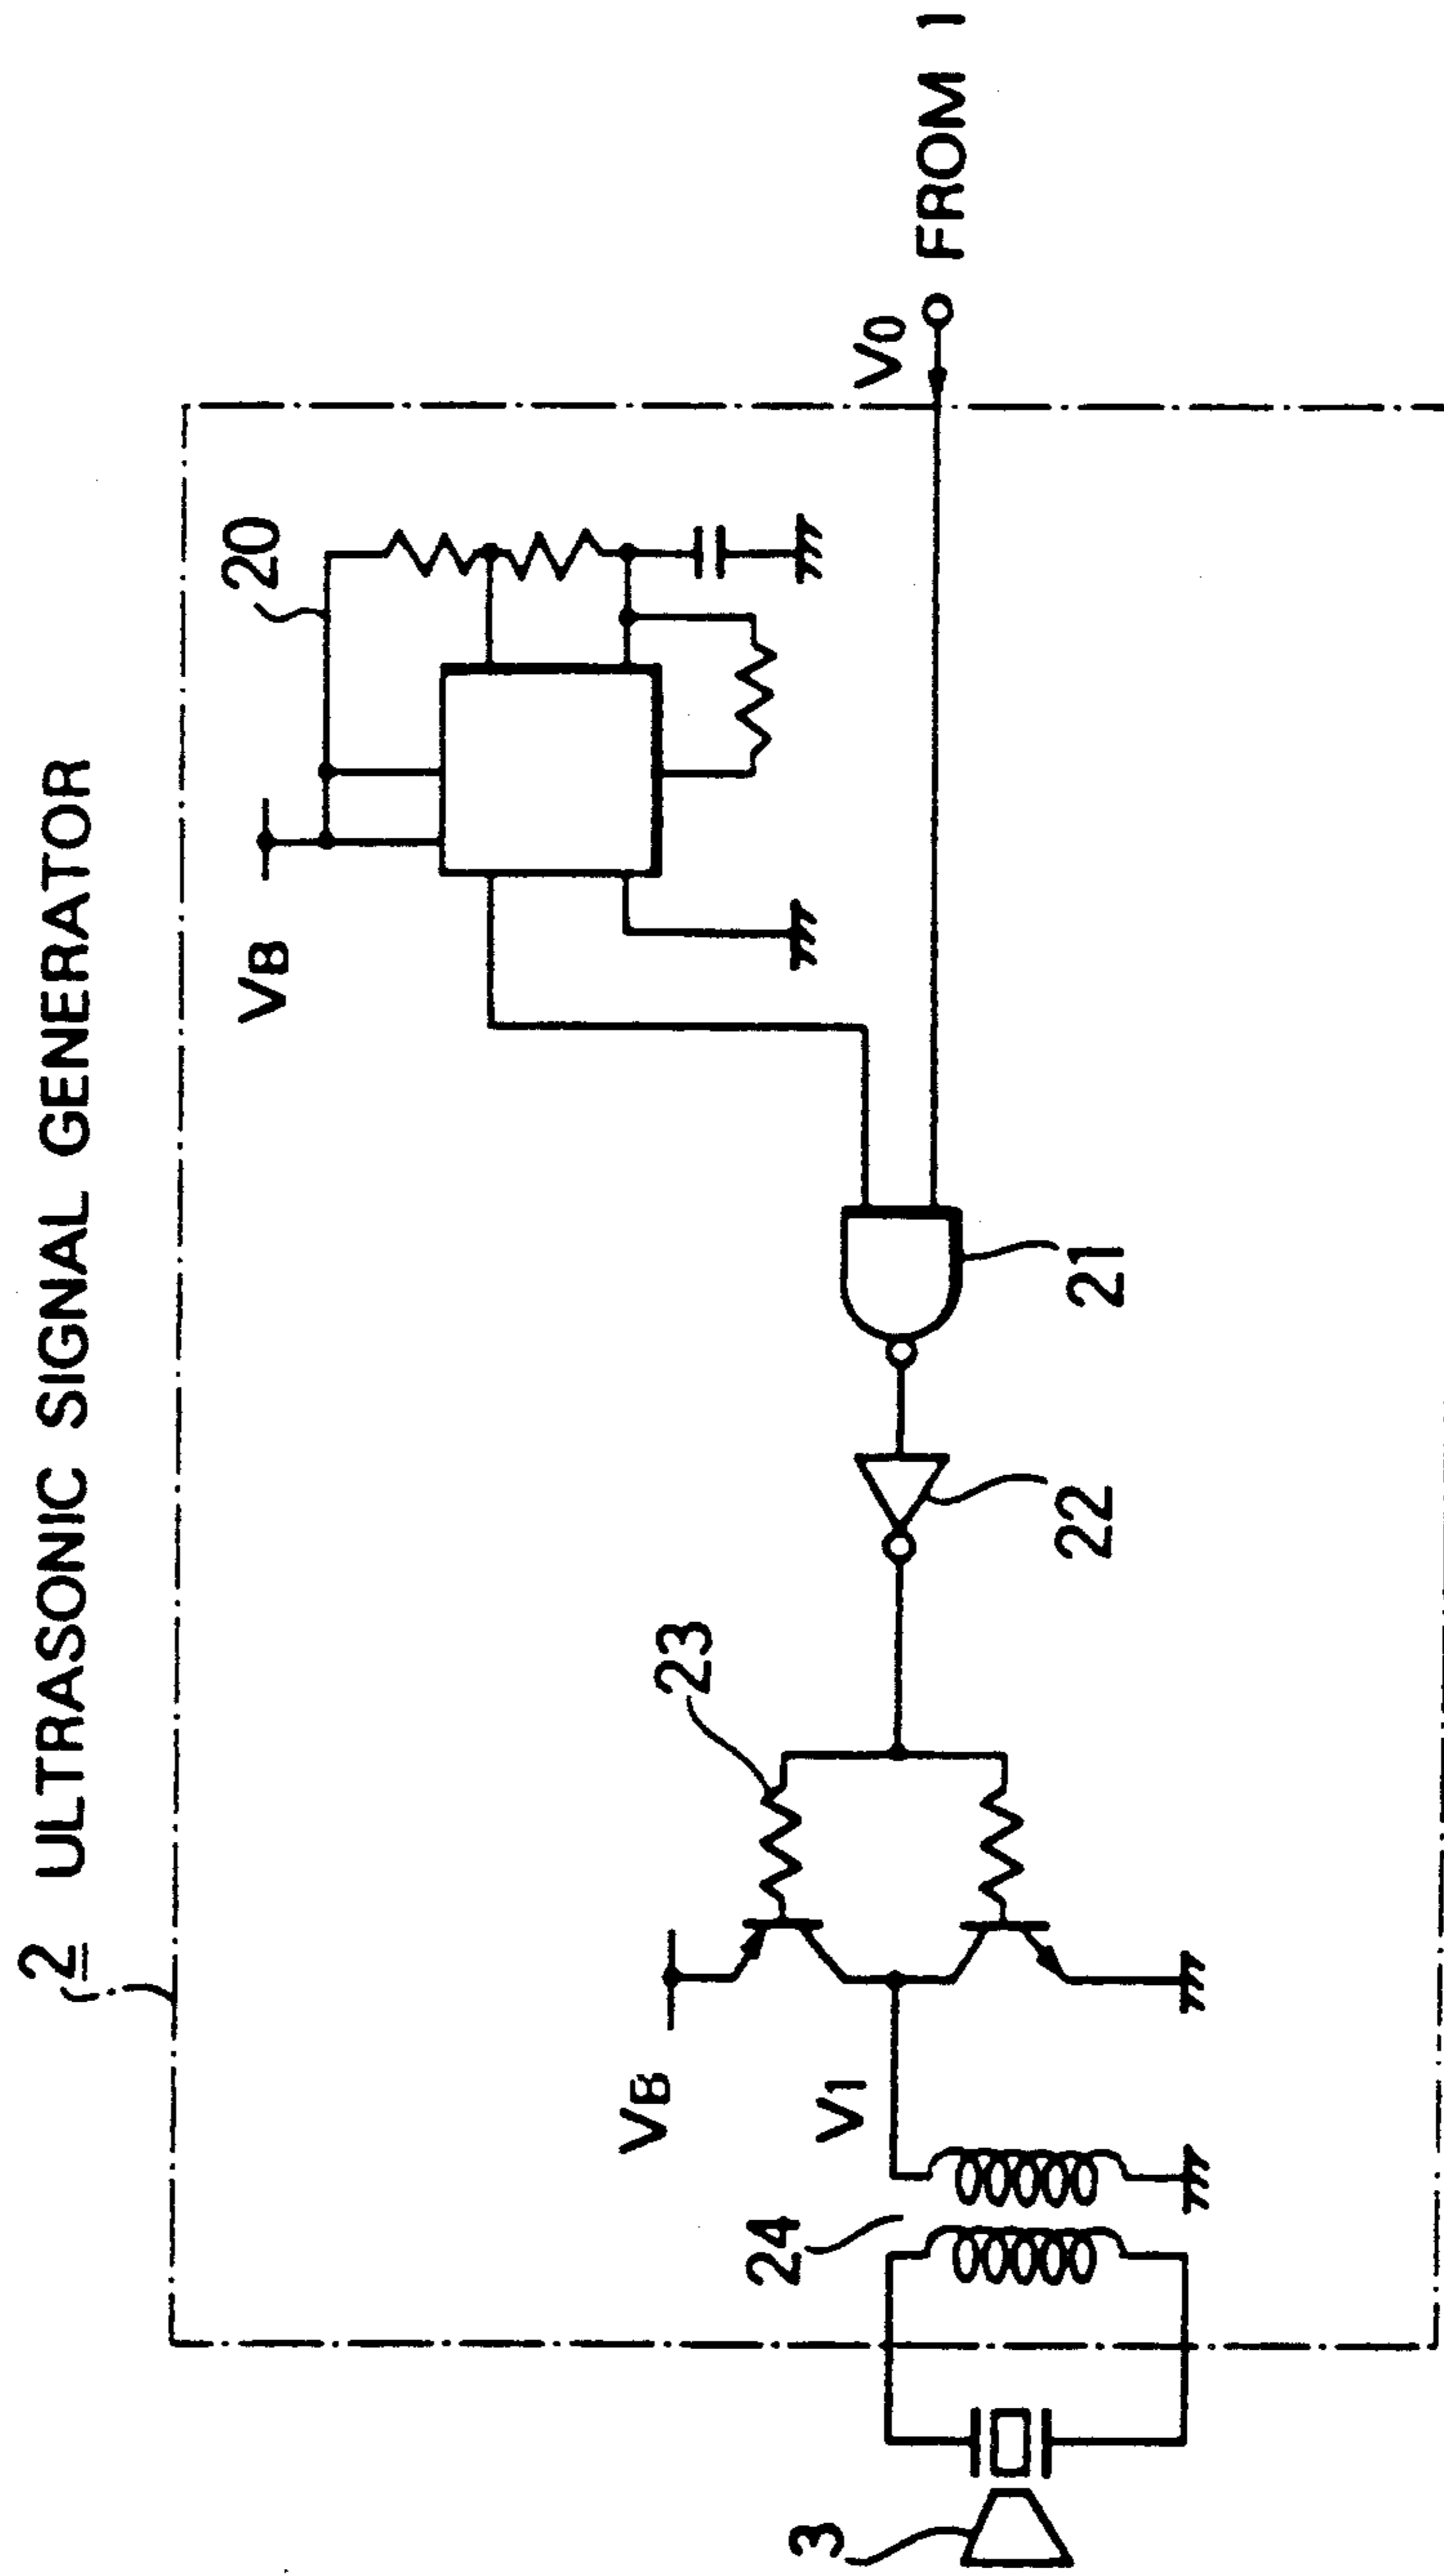 2 ULTRASONIC SIGNAL GENERATOR
20
VB
V0
FROM 1
21
22
23
VB
V1
24
3